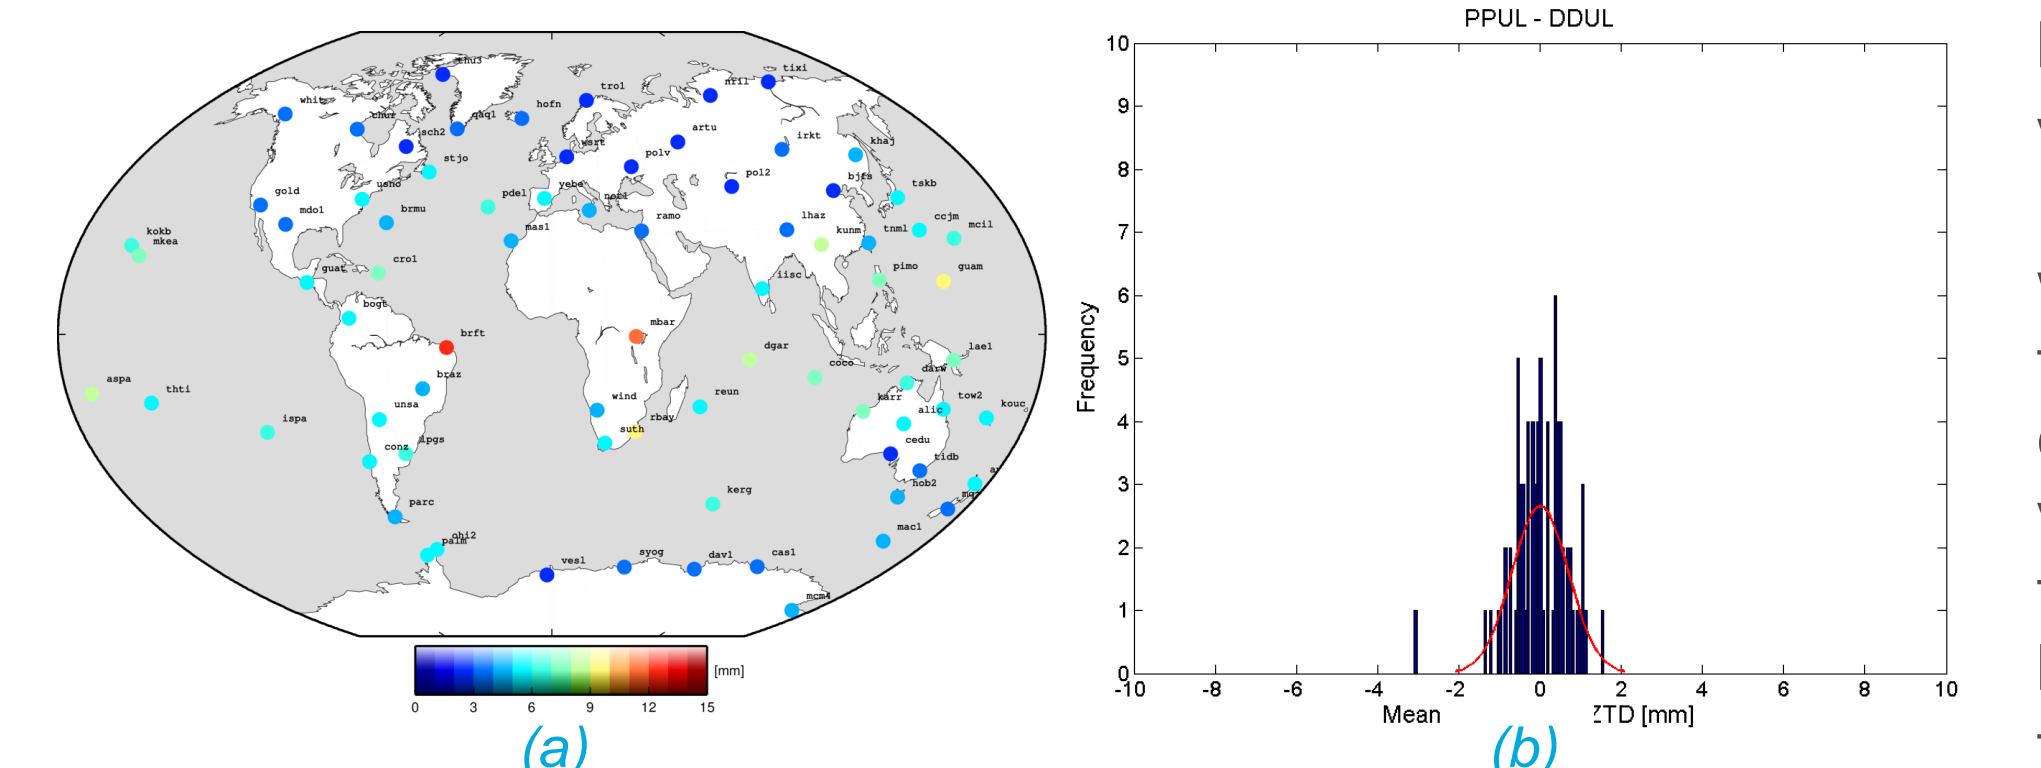 thu3
tixi
nril
tro1
whit
hofn
chur
qaq1
sch2
artu
irkt
khaj
wsrt
polv
stjo
pol2
bjfs
tskb
usno
yebe
gold
pdel
not1
mdo1
brmu
ramo
lhaz
ccjm
mcil
kokb
mkea
mas1
kunm
tnml
cro1
guat
iisc
pimo
guam
bogt
mbar
brft
dgar
lae1
coco
darw
aspa
thti
braz
wind
reun
karr
tow2
unsa
alic
kouc
ispa
rbay
suth
conz
lpgs
cedu
tidb
hob2
parc
kerg
mac1
ohi2
palm
vesl
syog
dav1
cas1
mcm4
[mm]
0 3 6 9 12 15
(a)
PPUL - DDUL
10
9
8
7
6
5
4
3
2
1
0
Frequency
-10 -8 -6 -4 -2 0 2 4 6 8 10
Mean ZTD [mm]
(b)